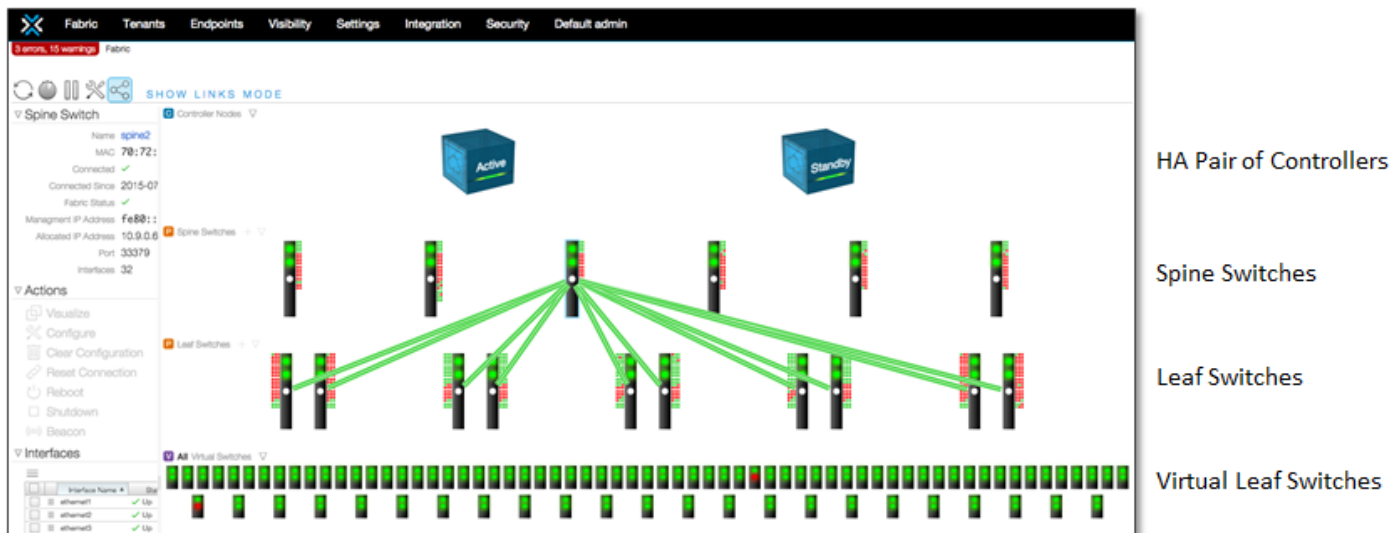 Fabric Tenants Endpoints Visibility Settings Integration Security Default admin
3 errors, 15 warnings Fabric
SHOW LINKS MODE
Spine Switch
Name spine2
MAC 70:72:
Connected
Connected Since 2015-07
Fabric Status
Managment IP Address fe80::
Allocated IP Address 10.9.0.6
Port 33379
Interfaces 32
Actions
Visualize
Configure
Clear Configuration
Reset Connection
Reboot
Shutdown
Beacon
Interfaces
Interface Name Sta
ethernet1 Up
ethernet2 Up
ethernet3 Up
C Controller Nodes
Active
Standby
P Spine Switches
P Leaf Switches
V All Virtual Switches
HA Pair of Controllers
Spine Switches
Leaf Switches
Virtual Leaf Switches